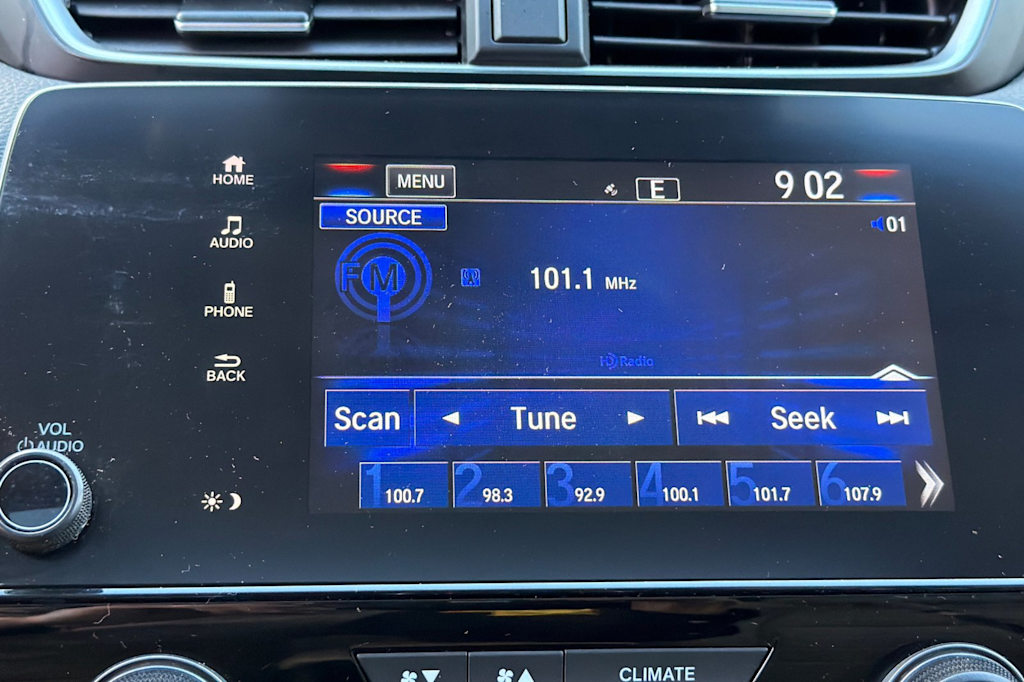 HOME
AUDIO
PHONE
BACK
VOL
AUDIO
MENU
E
9 02
SOURCE
01
FM
101.1 MHz
HD Radio
Scan
Tune
Seek
1 100.7
2 98.3
3 92.9
4 100.1
5 101.7
6 107.9
CLIMATE